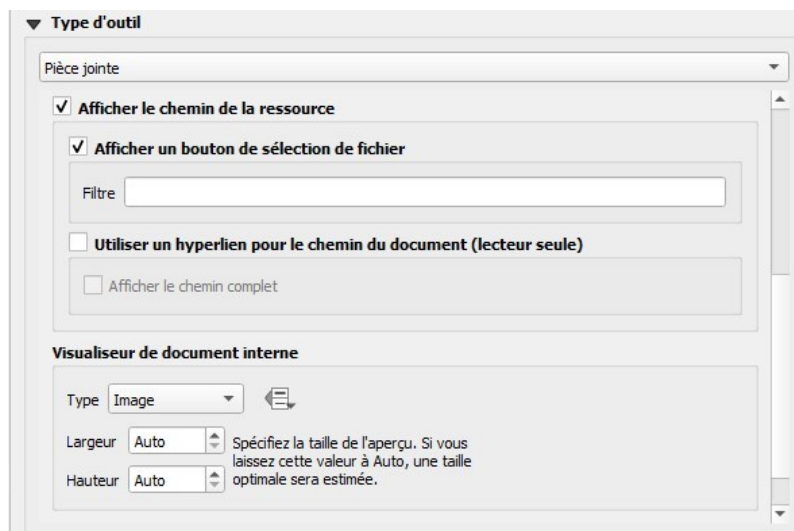 Type d'outil
Pièce jointe
Afficher le chemin de la ressource
Afficher un bouton de sélection de fichier
Filtre
Utiliser un hyperlien pour le chemin du document (lecteur seule)
Afficher le chemin complet
Visualiseur de document interne
Type Image
Largeur Auto
Hauteur Auto
Spécifiez la taille de l'aperçu. Si vous
laissez cette valeur à Auto, une taille
optimale sera estimée.